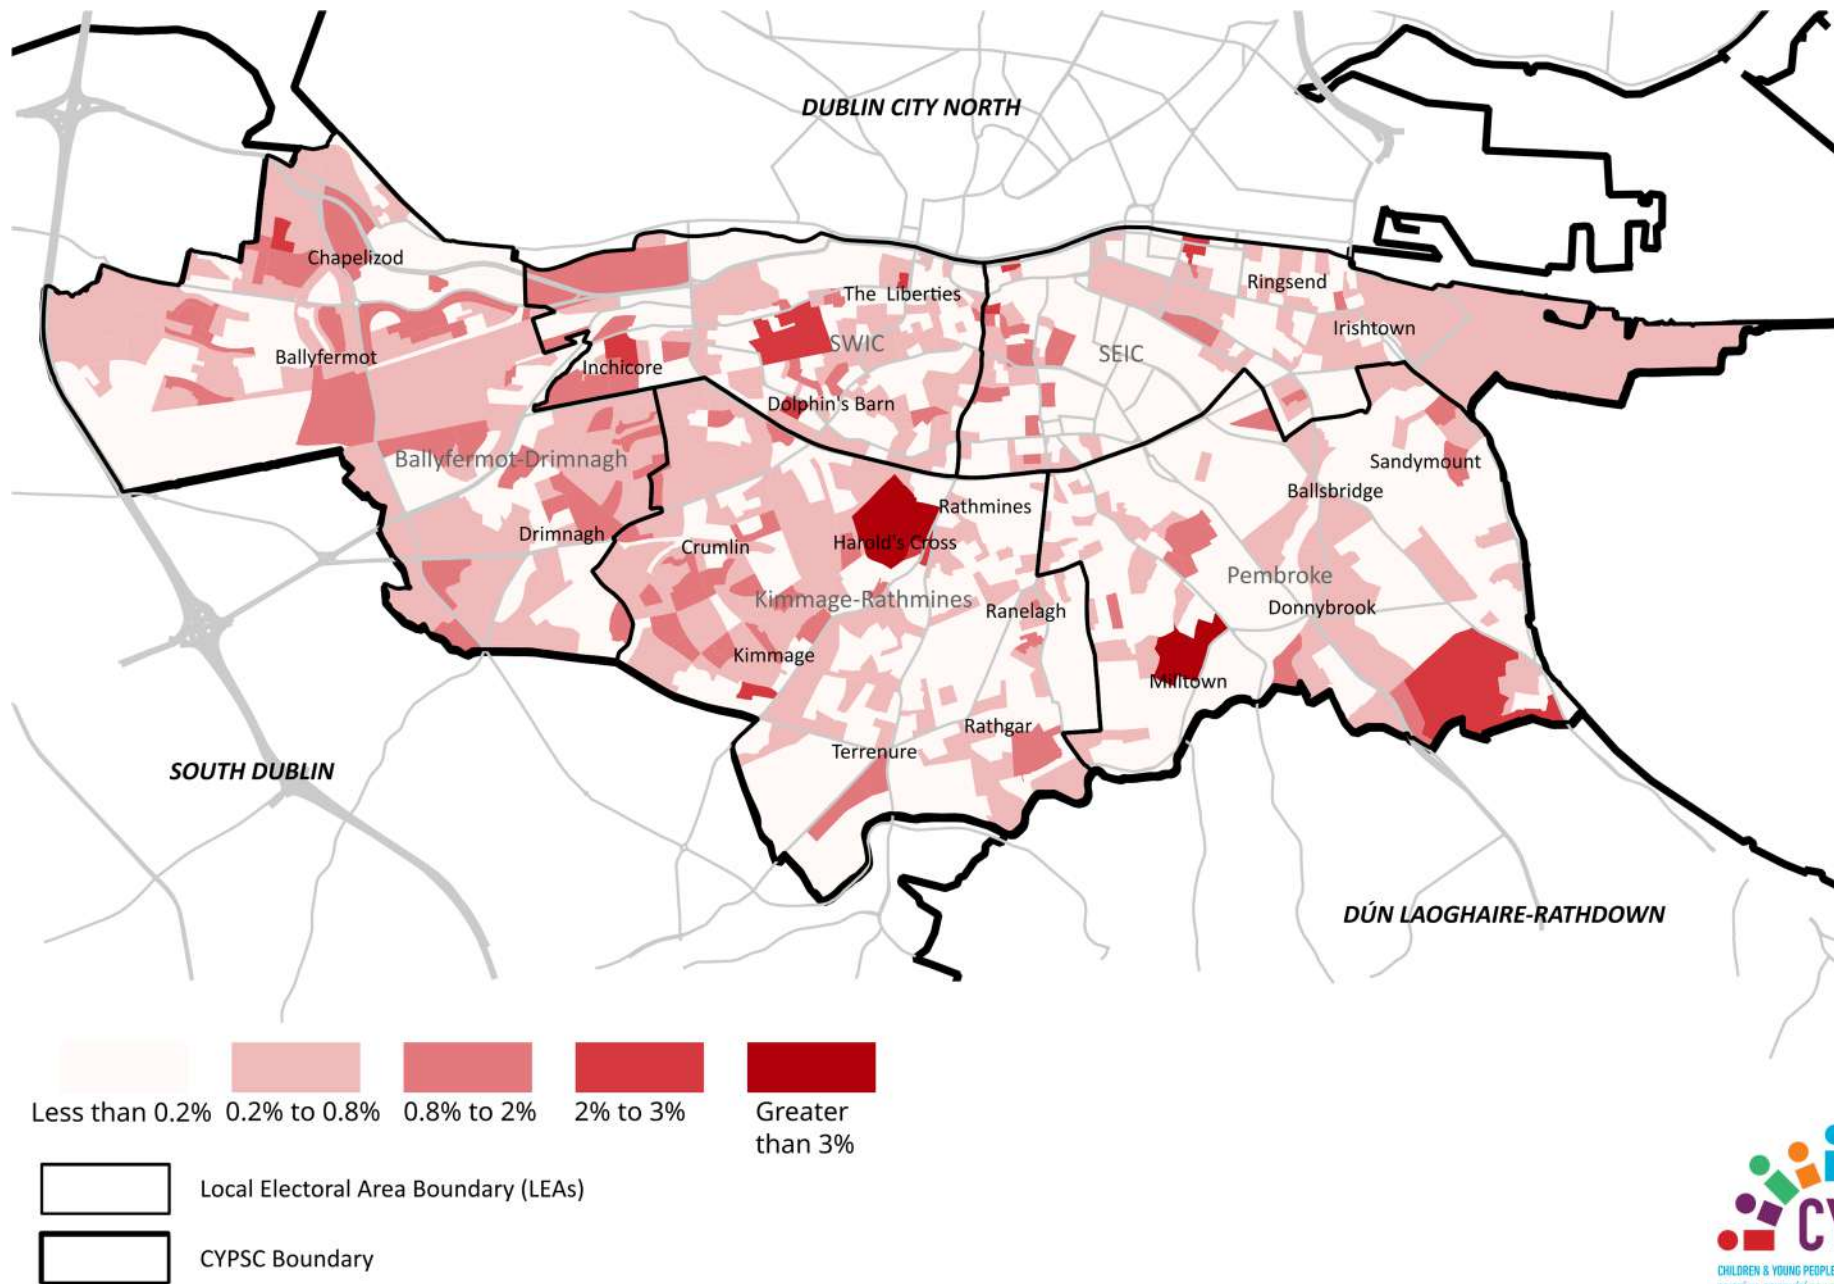 DUBLIN CITY NORTH
Chapelizod
Ringsend
The Liberties
Irishtown
SWIC
SEIC
Ballyfermot
Inchicore
Dolphin's Barn
Ballyfermot-Drimnagh
Sandymount
Ballsbridge
Rathmines
Drimnagh
Crumlin
Harold's Cross
Pembroke
Kimmage-Rathmines
Ranelagh
Donnybrook
Kimmage
Milltown
Rathgar
Terrenure
SOUTH DUBLIN
DÚN LAOGHAIRE-RATHDOWN
Less than 0.2% 0.2% to 0.8% 0.8% to 2% 2% to 3% Greater
than 3%
Local Electoral Area Boundary (LEAs)
CYPSC Boundary
CHILDREN & YOUNG PEOPLE